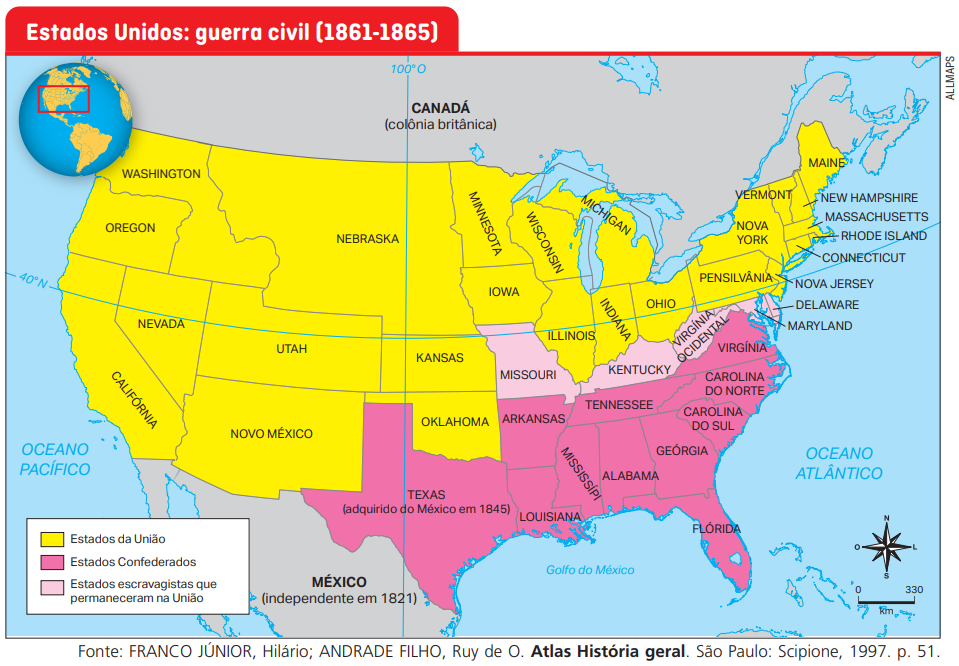 Estados Unidos: guerra civil (1861-1865)
ALLMAPS
100° O
CANADÁ
(colônia britânica)
WASHINGTON
OREGON
NEBRASKA
MINNESOTA
WISCONSIN
MICHIGAN
MAINE
VERMONT
NEW HAMPSHIRE
MASSACHUSETTS
NOVA
YORK
RHODE ISLAND
CONNECTICUT
40° N
PENSILVÂNIA
NOVA JERSEY
IOWA
OHIO
DELAWARE
INDIANA
ILLINOIS
MARYLAND
NEVADA
UTAH
KANSAS
VIRGÍNIA
OCIDENTAL
VIRGÍNIA
MISSOURI
KENTUCKY
CALIFÓRNIA
CAROLINA
DO NORTE
TENNESSEE
NOVO MÉXICO
OKLAHOMA
ARKANSAS
CAROLINA
DO SUL
OCEANO
PACÍFICO
GEÓRGIA
OCEANO
ATLÂNTICO
MISSISSÍPI
ALABAMA
TEXAS
(adquirido do México em 1845)
LOUISIANA
FLÓRIDA
Estados da União
Estados Confederados
Estados escravagistas que
permaneceram na União
MÉXICO
(independente em 1821)
Golfo do México
N
O
L
S
0 330
km
Fonte: FRANCO JÚNIOR, Hilário; ANDRADE FILHO, Ruy de O. Atlas História geral. São Paulo: Scipione, 1997. p. 51.